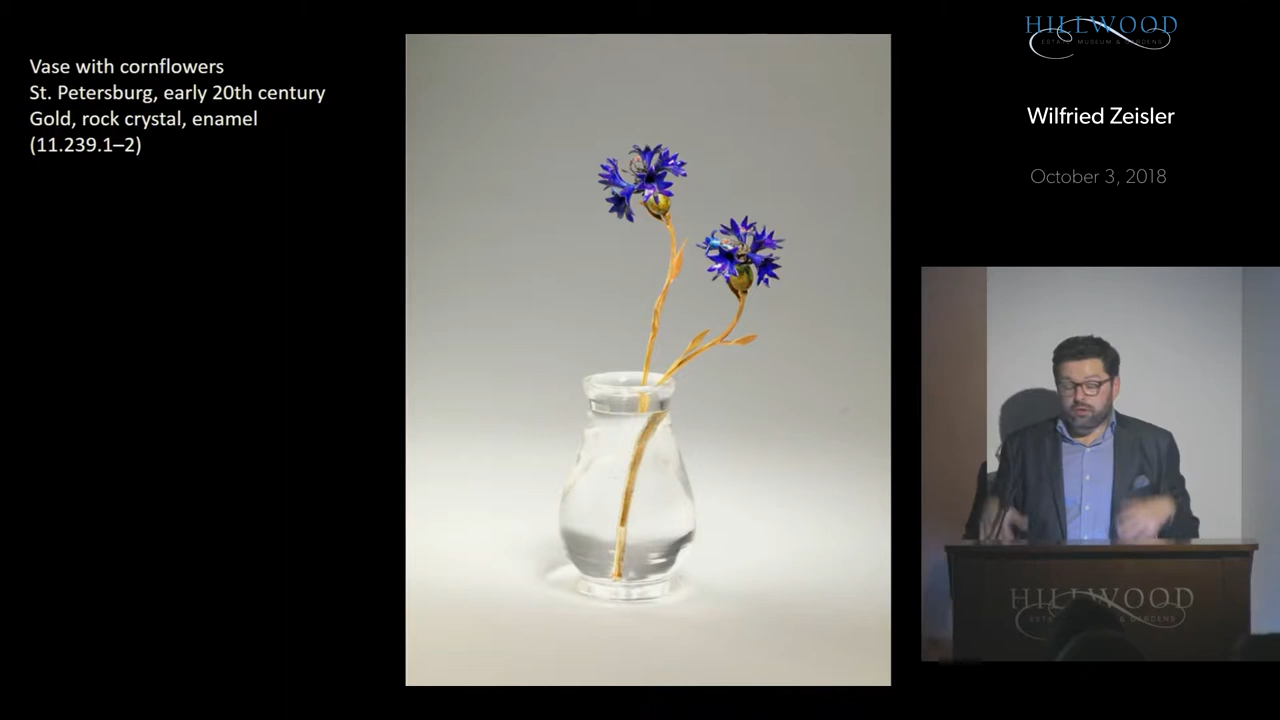 Vase with cornflowers
St. Petersburg, early 20th century
Gold, rock crystal, enamel
(11.239.1–2)
HILLWOOD
ESTATE, MUSEUM & GARDENS
Wilfried Zeisler
October 3, 2018
HILLWOOD